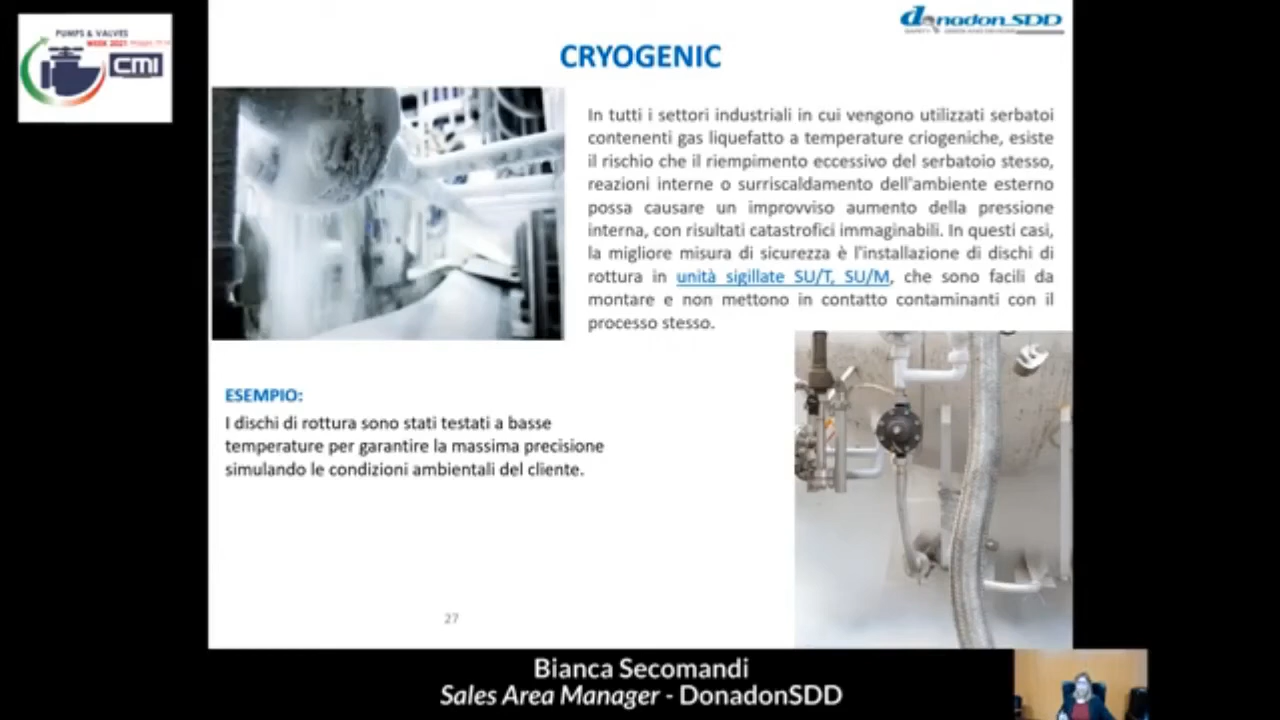 PUMPS & VALVES
WEEK 2021
CMI
donadon SDD
CRYOGENIC
In tutti i settori industriali in cui vengono utilizzati serbatoi
contenenti gas liquefatto a temperature criogeniche, esiste
il rischio che il riempimento eccessivo del serbatoio stesso,
reazioni interne o surriscaldamento dell'ambiente esterno
possa causare un improvviso aumento della pressione
interna, con risultati catastrofici immaginabili. In questi casi,
la migliore misura di sicurezza è l'installazione di dischi di
rottura in unità sigillate SU/T, SU/M, che sono facili da
montare e non mettono in contatto contaminanti con il
processo stesso.
ESEMPIO:
I dischi di rottura sono stati testati a basse
temperature per garantire la massima precisione
simulando le condizioni ambientali del cliente.
27
Bianca Secomandi
Sales Area Manager - DonadonSDD